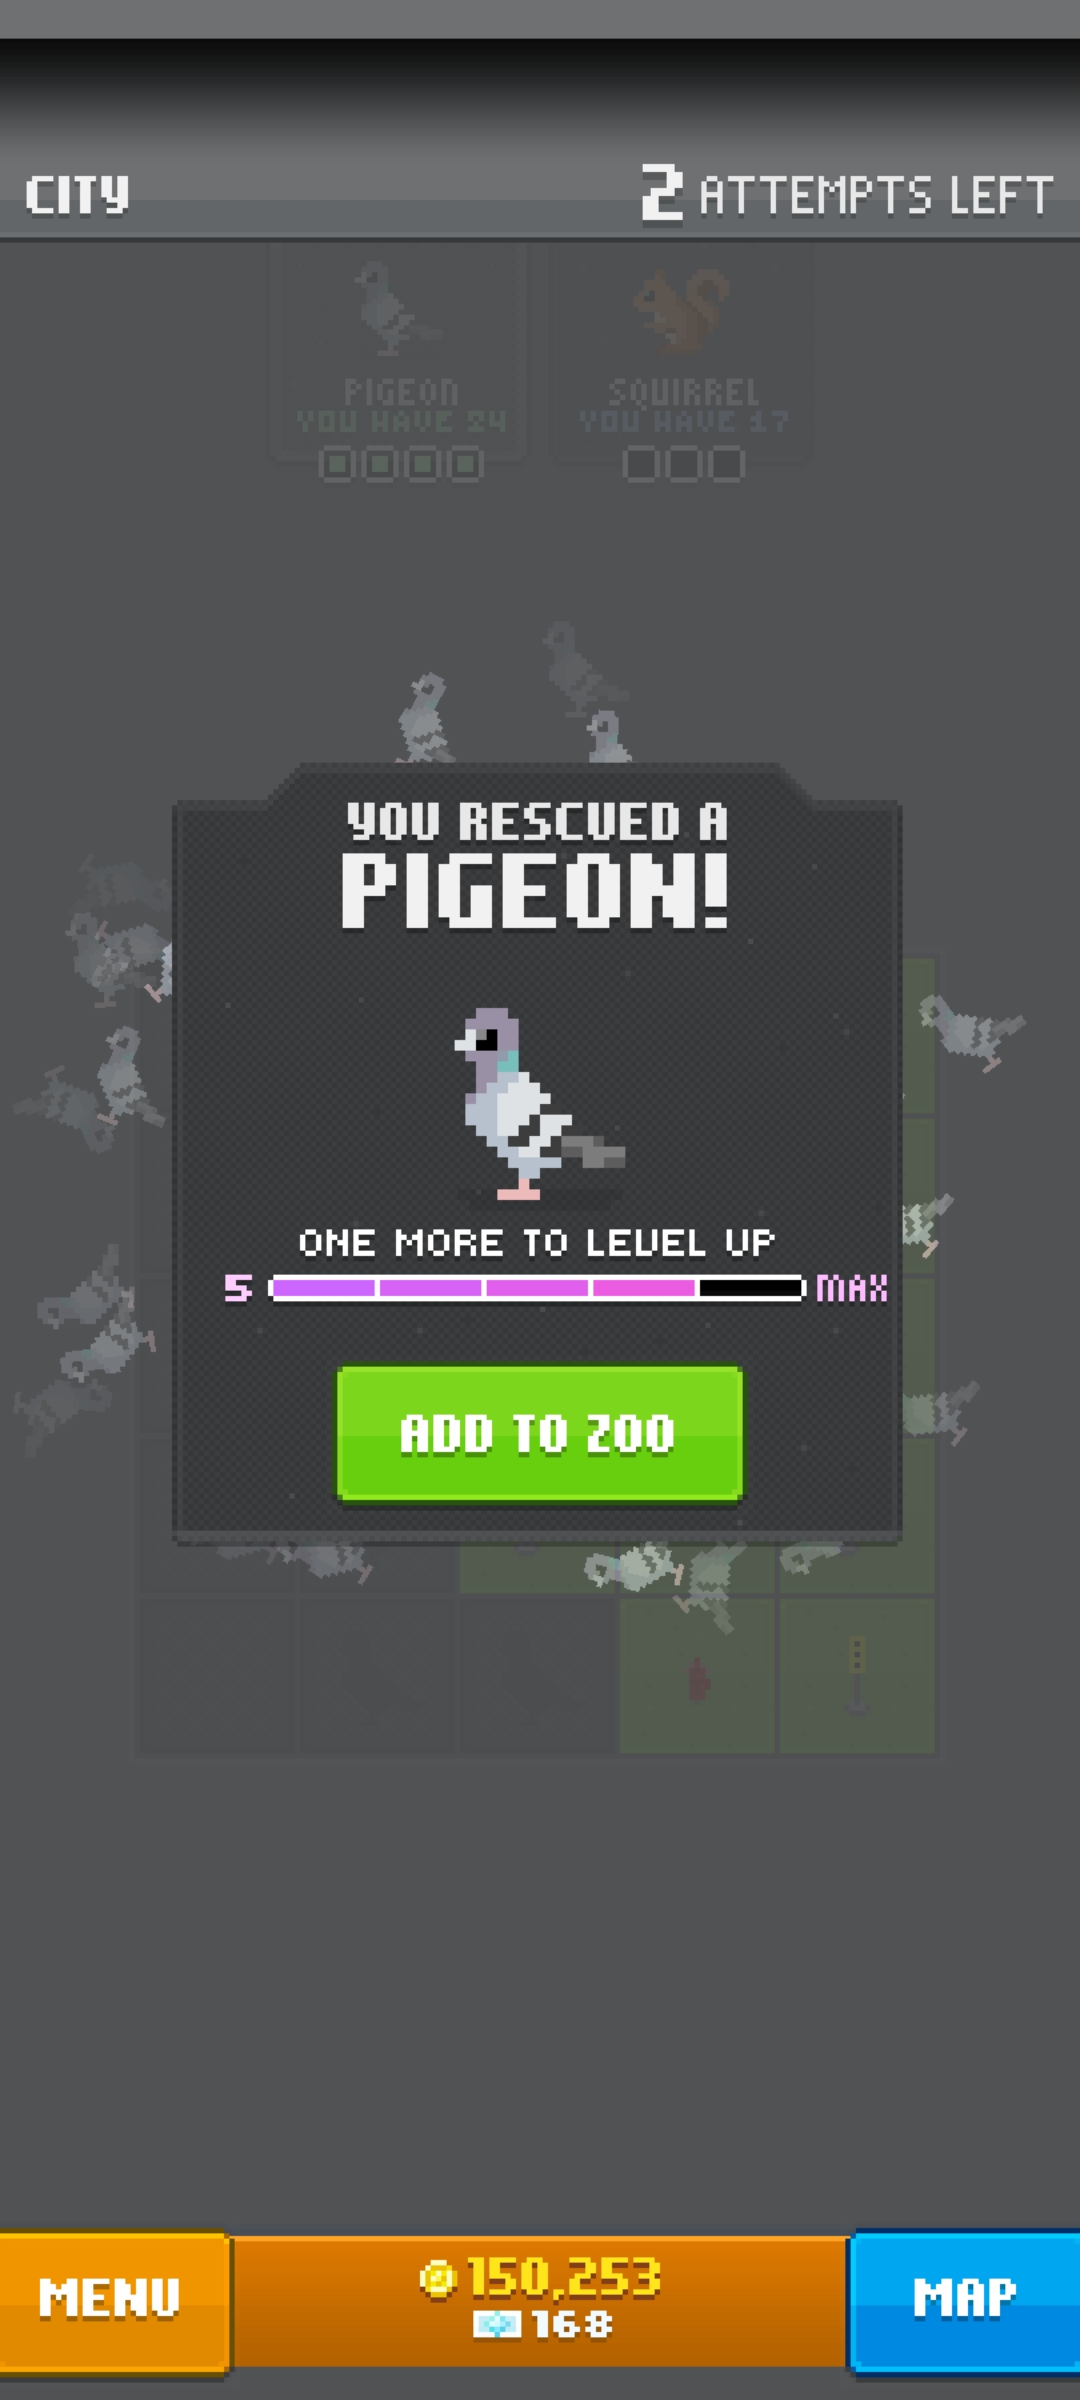 CITY
2 ATTEMPTS LEFT
PIGEON
YOU HAVE 24
SQUIRREL
YOU HAVE 17
YOU RESCUED A
PIGEON!
ONE MORE TO LEVEL UP
5 MAX
ADD TO ZOO
MENU
150,253
168
MAP